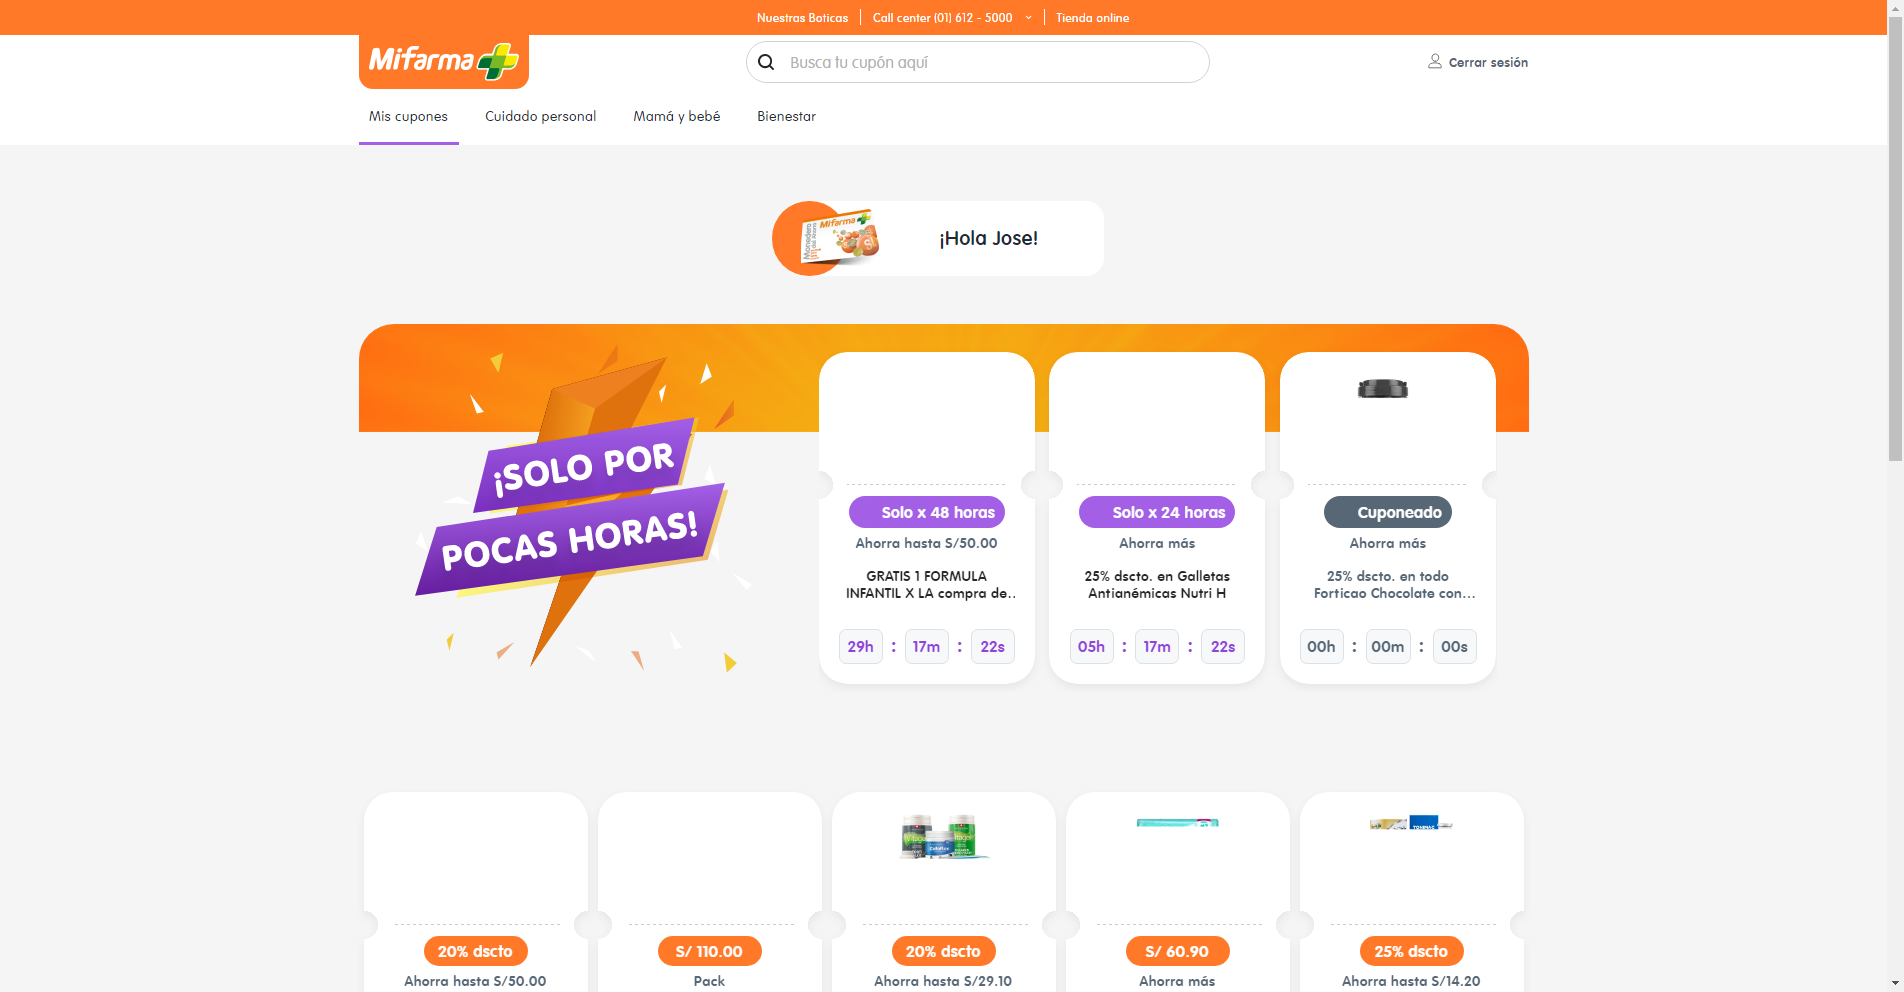 Nuestras Boticas
Call center (01) 612 - 5000
Tienda online
Mifarma
Busca tu cupón aquí
Cerrar sesión
Mis cupones
Cuidado personal
Mamá y bebé
Bienestar
Monedero
del Ahorro
Mifarma
¡Hola Jose!
¡SOLO POR
POCAS HORAS!
Solo x 48 horas
Ahorra hasta S/50.00
GRATIS 1 FORMULA
INFANTIL X LA compra de..
29h : 17m : 22s
Solo x 24 horas
Ahorra más
25% dscto. en Galletas
Antianémicas Nutri H
05h : 17m : 22s
Cuponeado
Ahorra más
25% dscto. en todo
Forticao Chocolate con...
00h : 00m : 00s
20% dscto
Ahorra hasta S/50.00
S/ 110.00
Pack
20% dscto
Ahorra hasta S/29.10
S/ 60.90
Ahorra más
25% dscto
Ahorra hasta S/14.20